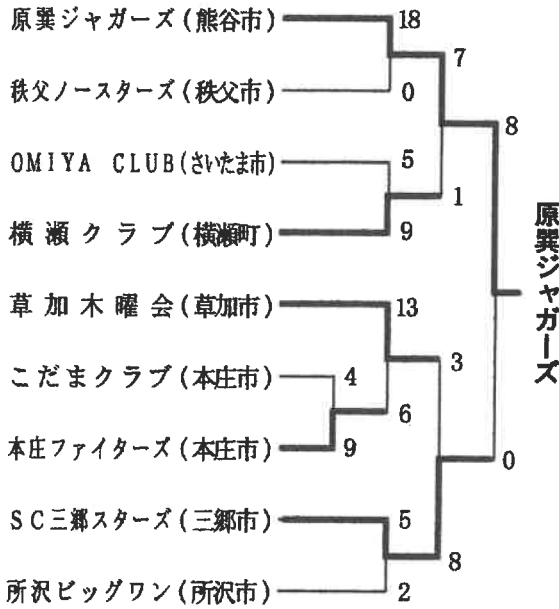 原巽ジャガーズ(熊谷市) 18
7
秩父ノースターズ(秩父市) 0
8
OMIYA CLUB(さいたま市) 5
1
横瀬クラブ(横瀬町) 9
原巽ジャガーズ
草加木曜会(草加市) 13
3
こだまクラブ(本庄市) 4
6
本庄ファイターズ(本庄市) 9
0
SC三郷スターズ(三郷市) 5
8
所沢ビッグワン(所沢市) 2